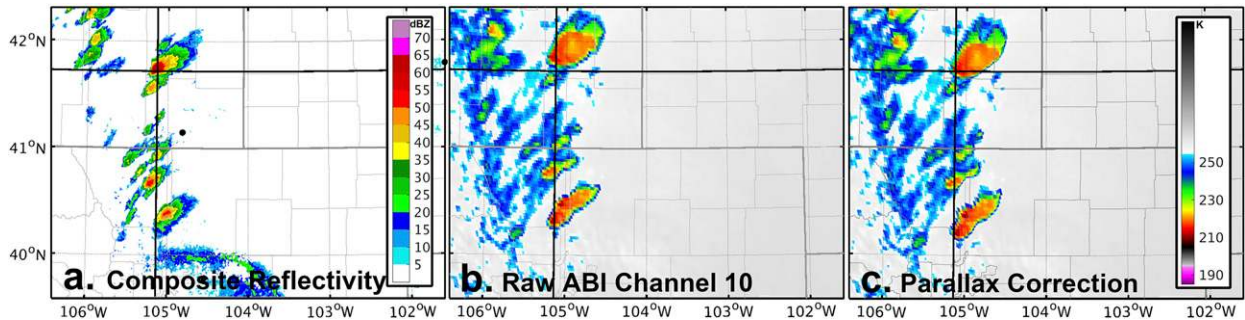 dBZ
70
65
60
55
50
45
40
35
30
25
20
15
10
5
42°N
41°N
40°N
a. Composite Reflectivity
106°W 105°W 104°W 103°W 102°W
b. Raw ABI Channel 10
106°W 105°W 104°W 103°W 102°W
K
250
230
210
190
c. Parallax Correction
106°W 105°W 104°W 103°W 102°W